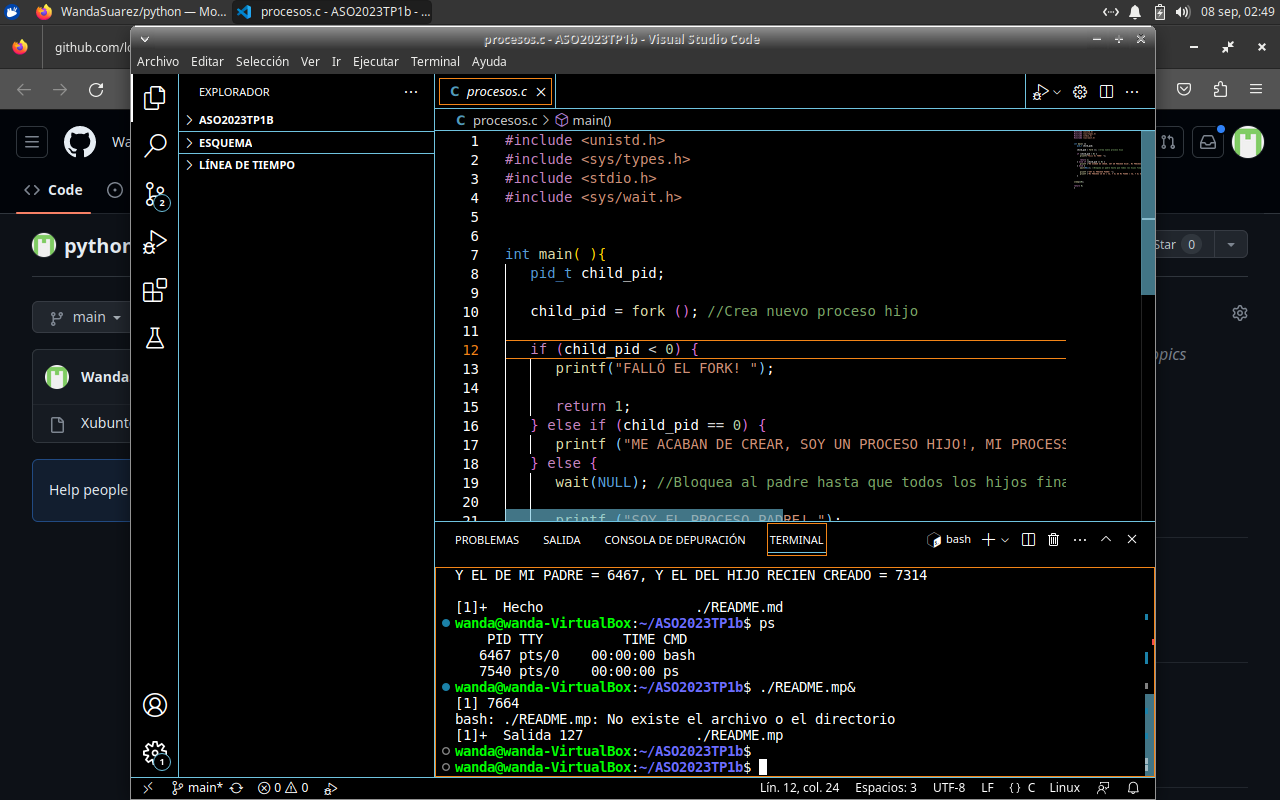 WandaSuarez/python — Mo...
procesos.c - ASO2023TP1b - ...
08 sep, 02:49
github.com/l
procesos.c - ASO2023TP1b - Visual Studio Code
Archivo Editar Selección Ver Ir Ejecutar Terminal Ayuda
EXPLORADOR
ASO2023TP1B
ESQUEMA
LÍNEA DE TIEMPO
2
1
C procesos.c
C procesos.c > main()
1 #include <unistd.h>
2 #include <sys/types.h>
3 #include <stdio.h>
4 #include <sys/wait.h>
5
6
7 int main( ){
8 pid_t child_pid;
9
10 child_pid = fork (); //Crea nuevo proceso hijo
11
12 if (child_pid < 0) {
13 printf("FALLÓ EL FORK! ");
14
15 return 1;
16 } else if (child_pid == 0) {
17 printf ("ME ACABAN DE CREAR, SOY UN PROCESO HIJO!, MI PROCESS
18 } else {
19 wait(NULL); //Bloquea al padre hasta que todos los hijos fina
20
21 printf ("SOY EL PROCESO PADRE! ");
PROBLEMAS SALIDA CONSOLA DE DEPURACIÓN TERMINAL
bash
Y EL DE MI PADRE = 6467, Y EL DEL HIJO RECIEN CREADO = 7314
[1]+ Hecho ./README.md
wanda@wanda-VirtualBox:~/ASO2023TP1b$ ps
PID TTY TIME CMD
6467 pts/0 00:00:00 bash
7540 pts/0 00:00:00 ps
wanda@wanda-VirtualBox:~/ASO2023TP1b$ ./README.mp&
[1] 7664
bash: ./README.mp: No existe el archivo o el directorio
[1]+ Salida 127 ./README.mp
wanda@wanda-VirtualBox:~/ASO2023TP1b$
wanda@wanda-VirtualBox:~/ASO2023TP1b$
main* 0 0
Lín. 12, col. 24 Espacios: 3 UTF-8 LF {} C Linux
Wa
Code
python
Star 0
main
Wanda
Xubunt
Help people
opics